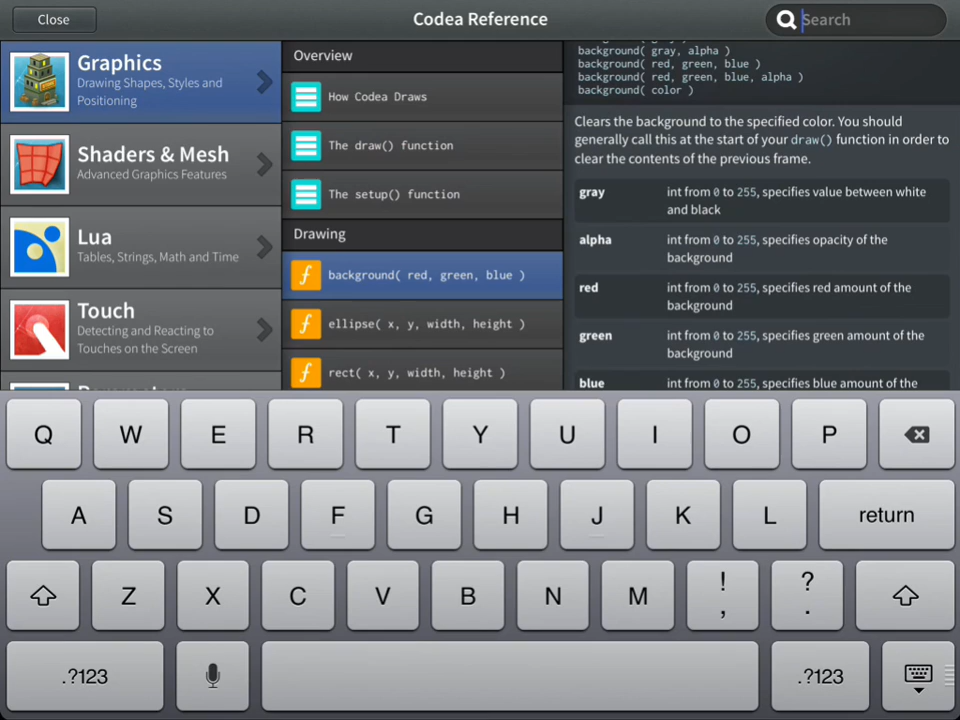 Close
Codea Reference
Search
Graphics
Drawing Shapes, Styles and
Positioning
Shaders & Mesh
Advanced Graphics Features
Lua
Tables, Strings, Math and Time
Touch
Detecting and Reacting to
Touches on the Screen
Overview
How Codea Draws
The draw() function
The setup() function
Drawing
f background( red, green, blue )
f ellipse( x, y, width, height )
f rect( x, y, width, height )
background( gray, alpha )
background( red, green, blue )
background( red, green, blue, alpha )
background( color )
Clears the background to the specified color. You should
generally call this at the start of your draw() function in order to
clear the contents of the previous frame.
gray int from 0 to 255, specifies value between white
and black
alpha int from 0 to 255, specifies opacity of the
background
red int from 0 to 255, specifies red amount of the
background
green int from 0 to 255, specifies green amount of the
background
blue int from 0 to 255, specifies blue amount of the
Q W E R T Y U I O P
A S D F G H J K L return
Z X C V B N M ! , ? .
.?123 .?123